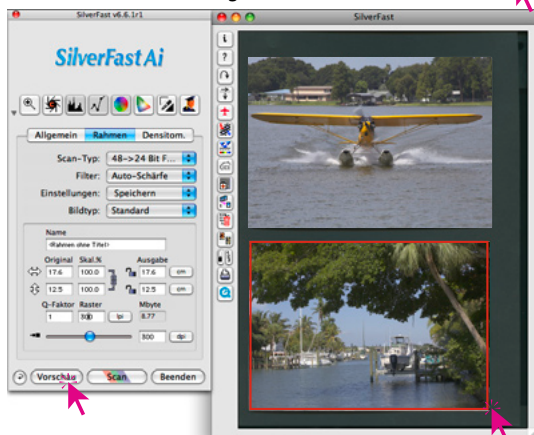 SilverFast v6.6.1r1
SilverFast Ai
Allgemein Rahmen Densitom.
Scan-Typ: 48->24 Bit F...
Filter: Auto-Schärfe
Einstellungen: Speichern
Bildtyp: Standard
Name
<Rahmen ohne Titel>
Original Skal.% Ausgabe
17.6 100.0 17.6 cm
12.5 100.0 12.5 cm
Q-Faktor Raster Mbyte
1 300 lpi 8.77
300 dpi
Vorschau Scan Beenden
SilverFast